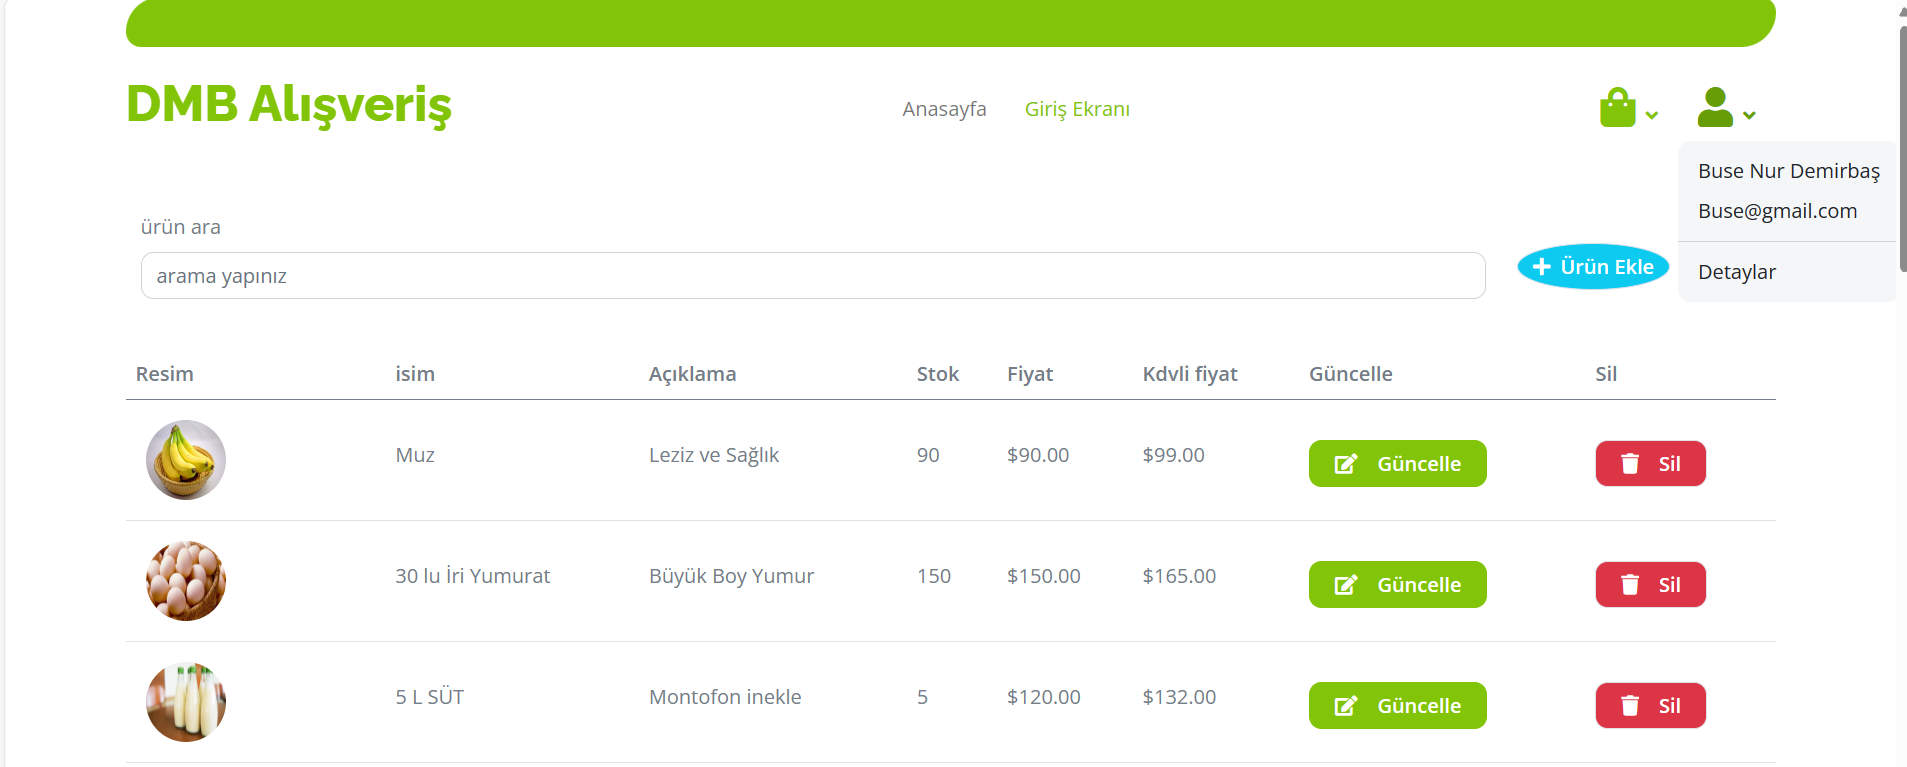 DMB Alışveriş
Anasayfa Giriş Ekranı
Buse Nur Demirbaş
Buse@gmail.com
Detaylar
ürün ara
arama yapınız
Ürün Ekle
Resim isim Açıklama Stok Fiyat Kdvli fiyat Güncelle Sil
Muz Leziz ve Sağlık 90 $90.00 $99.00 Güncelle Sil
30 lu İri Yumurat Büyük Boy Yumur 150 $150.00 $165.00 Güncelle Sil
5 L SÜT Montofon inekle 5 $120.00 $132.00 Güncelle Sil